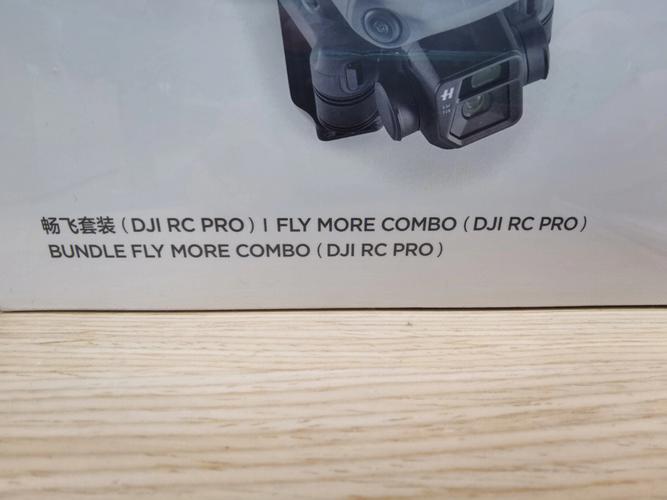 畅飞套装 (DJI RC PRO) I FLY MORE COMBO (DJI RC PRO)
BUNDLE FLY MORE COMBO (DJI RC PRO)